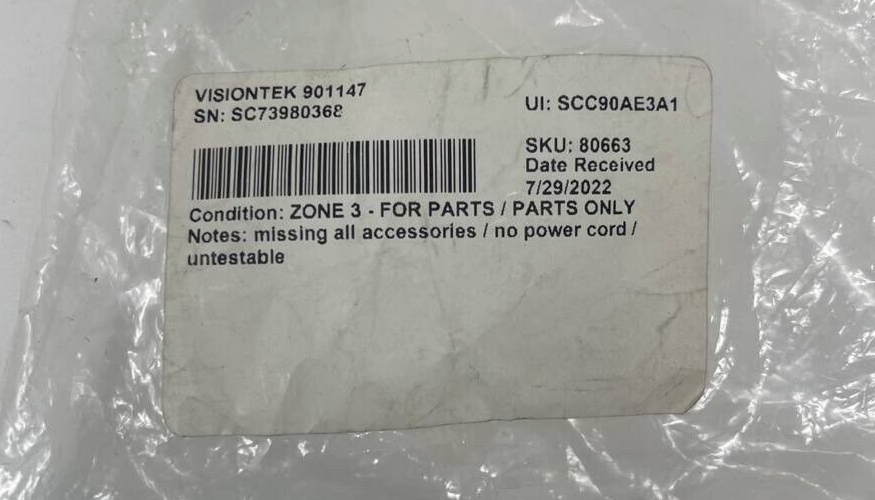 VISIONTEK 901147
SN: SC73980368
UI: SCC90AE3A1
SKU: 80663
Date Received
7/29/2022
Condition: ZONE 3 - FOR PARTS / PARTS ONLY
Notes: missing all accessories / no power cord /
untestable